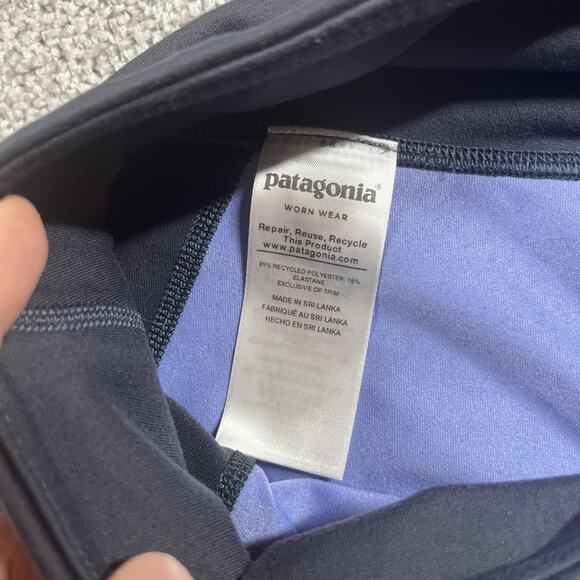 patagonia®
WORN WEAR
Repair, Reuse, Recycle
This Product
www.patagonia.com
85% RECYCLED POLYESTER, 15%
ELASTANE
EXCLUSIVE OF TRIM
MADE IN SRI LANKA
FABRIQUÉ AU SRI LANKA
HECHO EN SRI LANKA